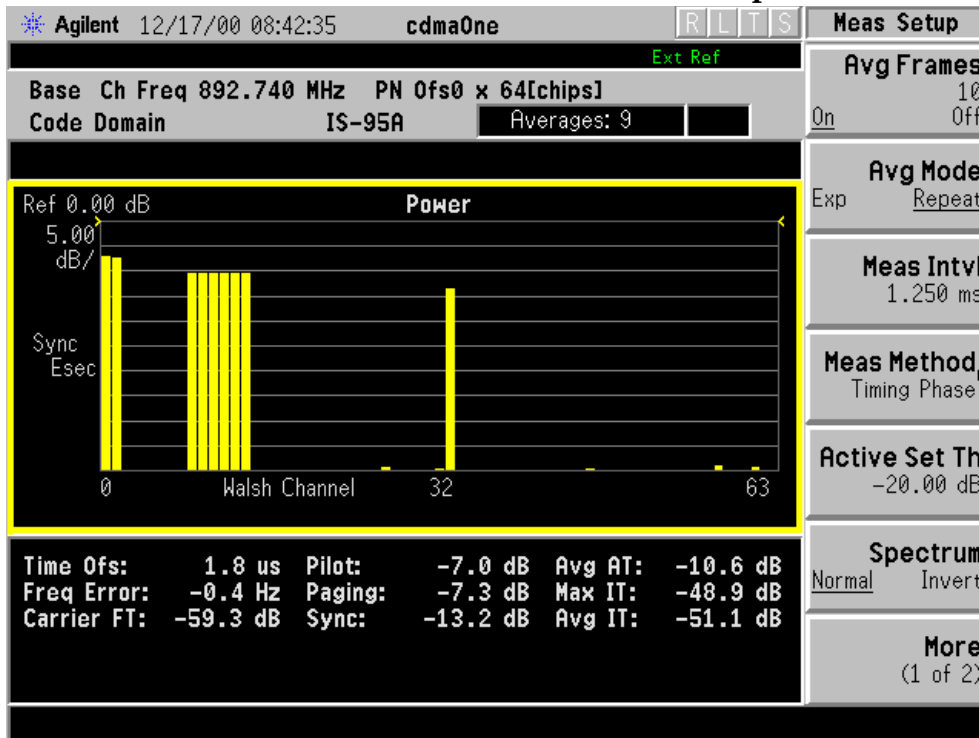 Agilent 12/17/00 08:42:35 cdmaOne R L T S Meas Setup
Ext Ref
Base Ch Freq 892.740 MHz PN Ofs0 x 64[chips]
Code Domain IS-95A Averages: 9
Ref 0.00 dB Power
5.00
dB/
Sync
Esec
0 Walsh Channel 32 63
Time Ofs: 1.8 us Pilot: -7.0 dB Avg AT: -10.6 dB
Freq Error: -0.4 Hz Paging: -7.3 dB Max IT: -48.9 dB
Carrier FT: -59.3 dB Sync: -13.2 dB Avg IT: -51.1 dB
Avg Frames
10
On Off
Avg Mode
Exp Repeat
Meas Intvl
1.250 ms
Meas Method
Timing Phase
Active Set Th
-20.00 dB
Spectrum
Normal Invert
More
(1 of 2)